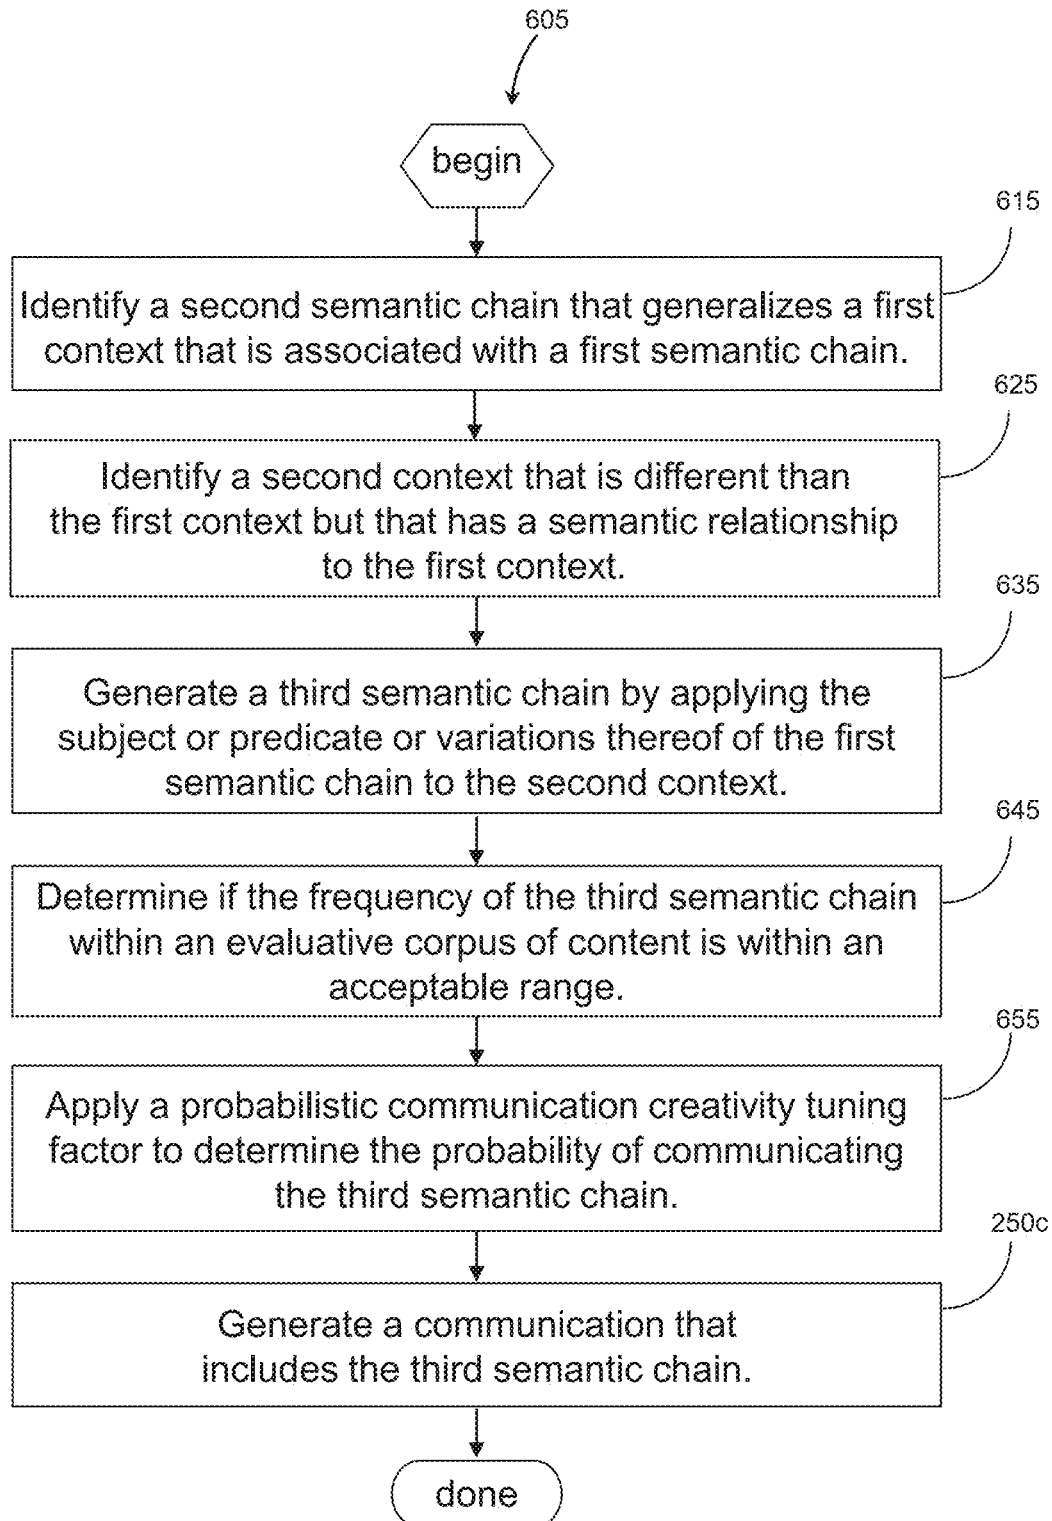 605
begin
615
Identify a second semantic chain that generalizes a first
context that is associated with a first semantic chain.
625
Identify a second context that is different than
the first context but that has a semantic relationship
to the first context.
635
Generate a third semantic chain by applying the
subject or predicate or variations thereof of the first
semantic chain to the second context.
645
Determine if the frequency of the third semantic chain
within an evaluative corpus of content is within an
acceptable range.
655
Apply a probabilistic communication creativity tuning
factor to determine the probability of communicating
the third semantic chain.
250c
Generate a communication that
includes the third semantic chain.
done